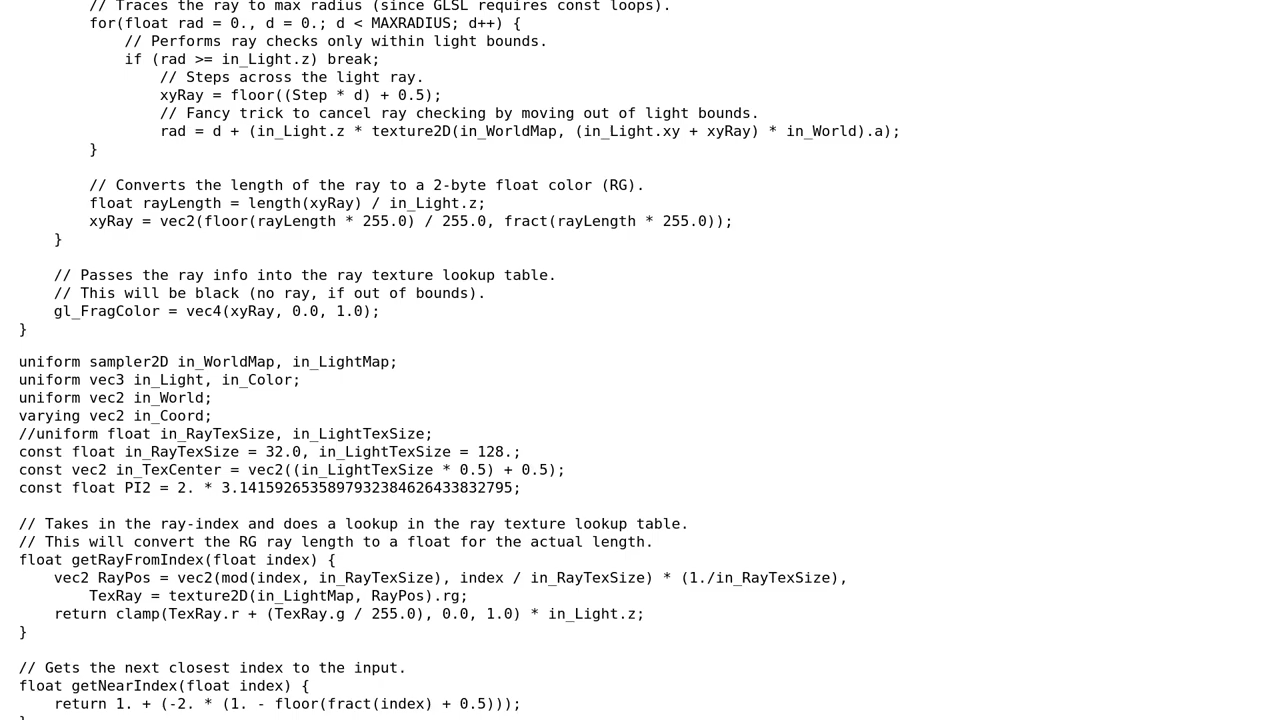 // Traces the ray to max radius (since GLSL requires const loops).
for(float rad = 0., d = 0.; d < MAXRADIUS; d++) {
// Performs ray checks only within light bounds.
if (rad >= in_Light.z) break;
// Steps across the light ray.
xyRay = floor((Step * d) + 0.5);
// Fancy trick to cancel ray checking by moving out of light bounds.
rad = d + (in_Light.z * texture2D(in_WorldMap, (in_Light.xy + xyRay) * in_World).a);
}
// Converts the length of the ray to a 2-byte float color (RG).
float rayLength = length(xyRay) / in_Light.z;
xyRay = vec2(floor(rayLength * 255.0) / 255.0, fract(rayLength * 255.0));
}
// Passes the ray info into the ray texture lookup table.
// This will be black (no ray, if out of bounds).
gl_FragColor = vec4(xyRay, 0.0, 1.0);
}
uniform sampler2D in_WorldMap, in_LightMap;
uniform vec3 in_Light, in_Color;
uniform vec2 in_World;
varying vec2 in_Coord;
//uniform float in_RayTexSize, in_LightTexSize;
const float in_RayTexSize = 32.0, in_LightTexSize = 128.;
const vec2 in_TexCenter = vec2((in_LightTexSize * 0.5) + 0.5);
const float PI2 = 2. * 3.1415926535897932384626433832795;
// Takes in the ray-index and does a lookup in the ray texture lookup table.
// This will convert the RG ray length to a float for the actual length.
float getRayFromIndex(float index) {
vec2 RayPos = vec2(mod(index, in_RayTexSize), index / in_RayTexSize) * (1./in_RayTexSize),
TexRay = texture2D(in_LightMap, RayPos).rg;
return clamp(TexRay.r + (TexRay.g / 255.0), 0.0, 1.0) * in_Light.z;
}
// Gets the next closest index to the input.
float getNearIndex(float index) {
return 1. + (-2. * (1. - floor(fract(index) + 0.5)));
}